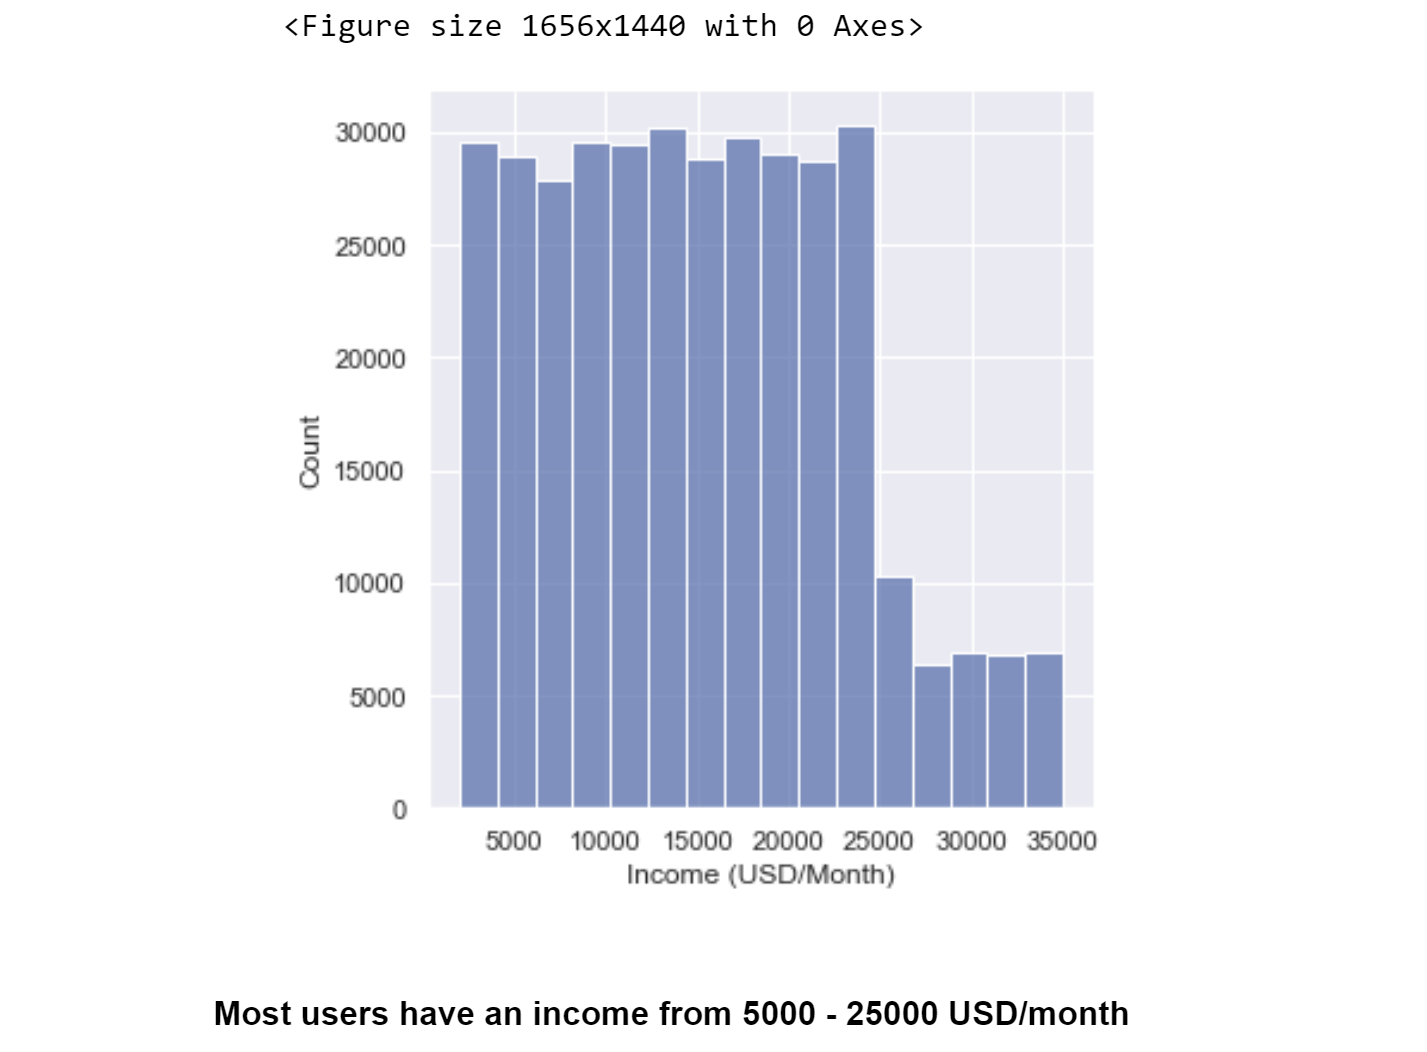 <Figure size 1656x1440 with 0 Axes>
30000
25000
20000
15000
10000
5000
0
Count
5000 10000 15000 20000 25000 30000 35000
Income (USD/Month)
Most users have an income from 5000 - 25000 USD/month